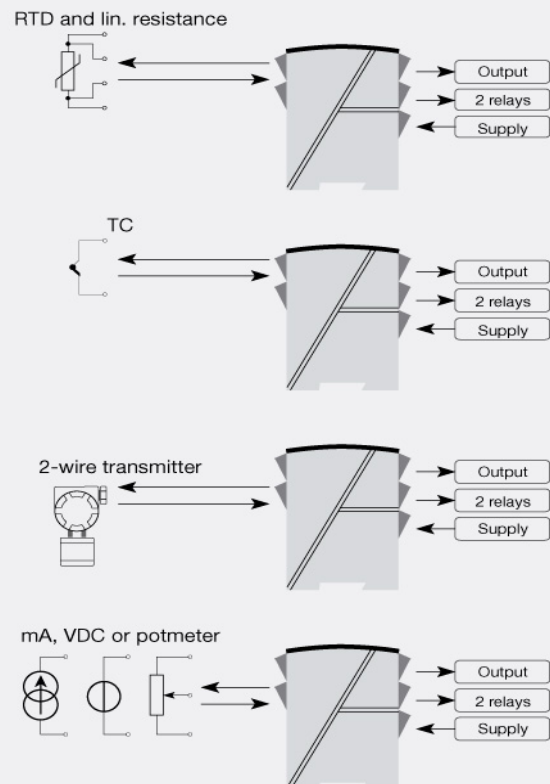 RTD and lin. resistance
Output
2 relays
Supply
TC
Output
2 relays
Supply
2-wire transmitter
Output
2 relays
Supply
mA, VDC or potmeter
Output
2 relays
Supply